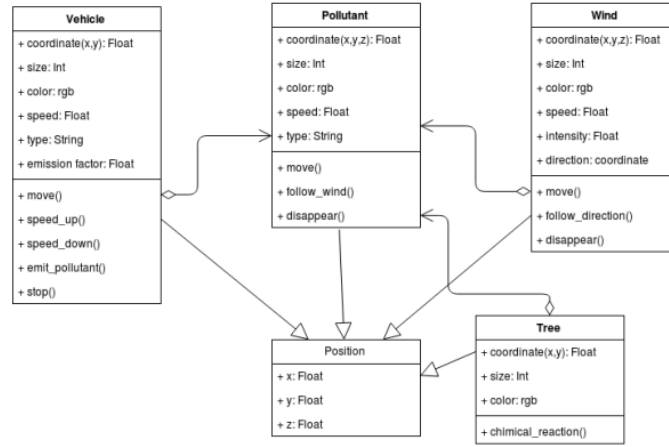 Vehicle
+ coordinate(x,y): Float
+ size: Int
+ color: rgb
+ speed: Float
+ type: String
+ emission factor: Float
+ move()
+ speed_up()
+ speed_down()
+ emit_pollutant()
+ stop()
Pollutant
+ coordinate(x,y,z): Float
+ size: Int
+ color: rgb
+ speed: Float
+ type: String
+ move()
+ follow_wind()
+ disappear()
Wind
+ coordinate(x,y,z): Float
+ size: Int
+ color: rgb
+ speed: Float
+ intensity: Float
+ direction: coordinate
+ move()
+ follow_direction()
+ disappear()
Position
+ x: Float
+ y: Float
+ z: Float
Tree
+ coordinate(x,y): Float
+ size: Int
+ color: rgb
+ chimical_reaction()